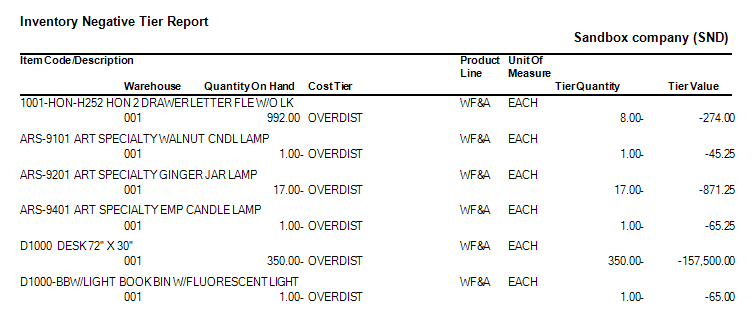 Inventory Negative Tier Report
Sandbox company (SND)
Item Code/Description Product Unit Of
Line Measure
Warehouse Quantity On Hand Cost Tier Tier Quantity Tier Value
1001-HON-H252 HON 2 DRAWER LETTER FLE W/O LK WF&A EACH
001 992.00 OVERDIST 8.00- -274.00
ARS-9101 ART SPECIALTY WALNUT CNDL LAMP WF&A EACH
001 1.00- OVERDIST 1.00- -45.25
ARS-9201 ART SPECIALTY GINGER JAR LAMP WF&A EACH
001 17.00- OVERDIST 17.00- -871.25
ARS-9401 ART SPECIALTY EMP CANDLE LAMP WF&A EACH
001 1.00- OVERDIST 1.00- -65.25
D1000 DESK 72" X 30" WF&A EACH
001 350.00- OVERDIST 350.00- -157,500.00
D1000-BBW/LIGHT BOOK BIN W/FLUORESCENT LIGHT WF&A EACH
001 1.00- OVERDIST 1.00- -65.00